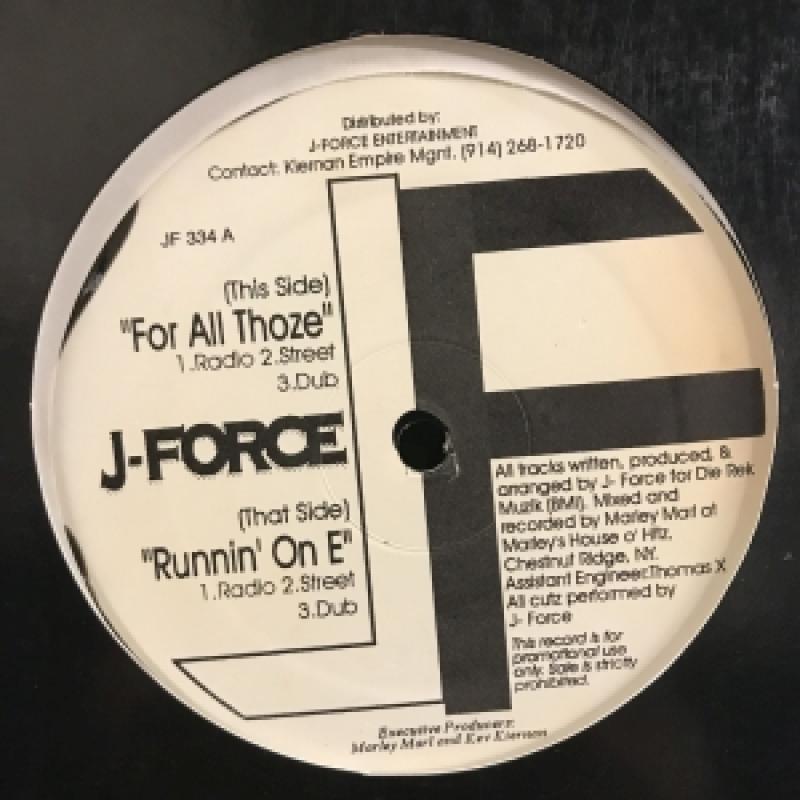 Distributed by:
J-FORCE ENTERTAINMENT
Contact: Kiernan Empire Mgnt. (914) 268-1720
JF 334 A
(This Side)
"For All Thoze"
1.Radio 2.Street
3.Dub
J-FORCE
(That Side)
"Runnin' On E"
1.Radio 2.Street
3.Dub
All tracks written, produced, &
arranged by J- Force for Die Rek
Muzik (BMI). Mixed and
recorded by Marley Marl at
Marley's House o' Hitz,
Chestnut Ridge, NY.
Assistant Engineer:Thomas X
All cutz performed by
J- Force
This record is for
promotional use
only. Sale is strictly
prohibited.
Executive Producers:
Marley Marl and Kev Kiernan
JF